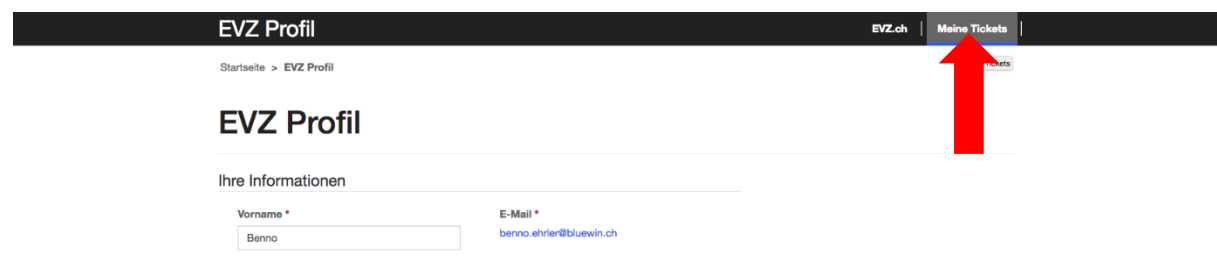 EVZ Profil
EVZ.ch
Meine Tickets
Startseite > EVZ Profil
Tickets
EVZ Profil
Ihre Informationen
Vorname *
E-Mail *
Benno
benno.ehrler@bluewin.ch